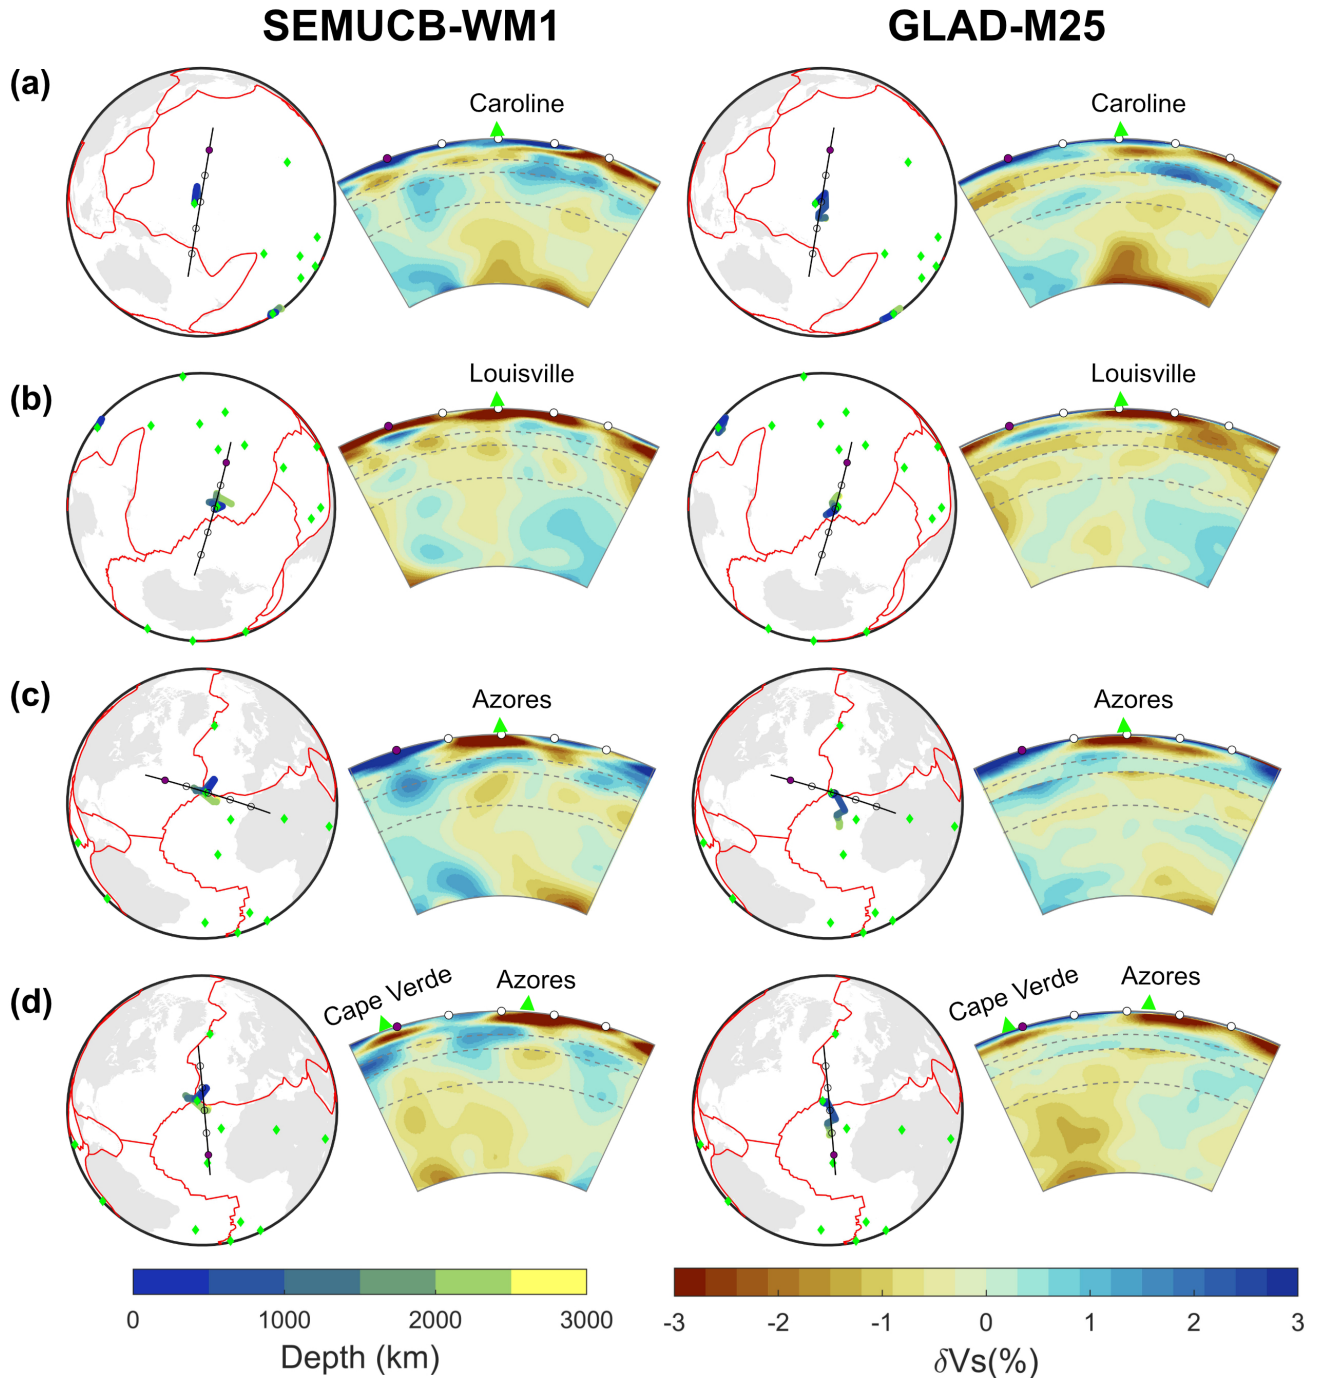 SEMUCB-WM1 GLAD-M25
(a)
Caroline Caroline
(b)
Louisville Louisville
(c)
Azores Azores
(d)
Cape Verde Azores Cape Verde Azores
0 1000 2000 3000
Depth (km)
-3 -2 -1 0 1 2 3
δVs(%)